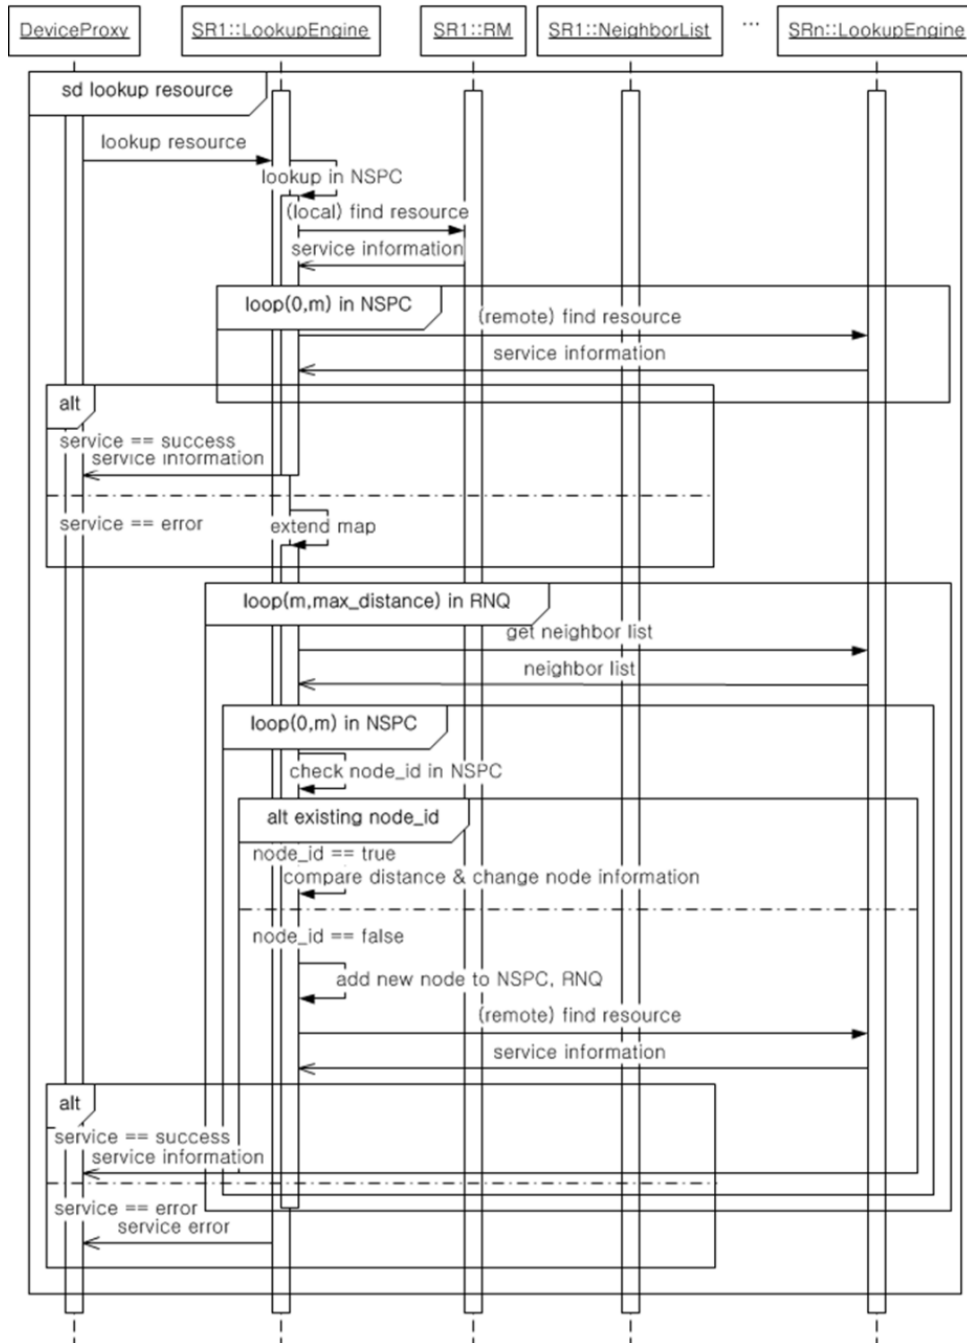 DeviceProxy
SR1::LookupEngine
SR1::RM
SR1::NeighborList
...
SRn::LookupEngine
sd lookup resource
lookup resource
lookup in NSPC
(local) find resource
service information
loop(0,m) in NSPC
(remote) find resource
service information
alt
service == success
service information
service == error
extend map
loop(m,max_distance) in RNQ
get neighbor list
neighbor list
loop(0,m) in NSPC
check node_id in NSPC
alt existing node_id
node_id == true
compare distance & change node information
node_id == false
add new node to NSPC, RNQ
(remote) find resource
service information
alt
service == success
service information
service == error
service error